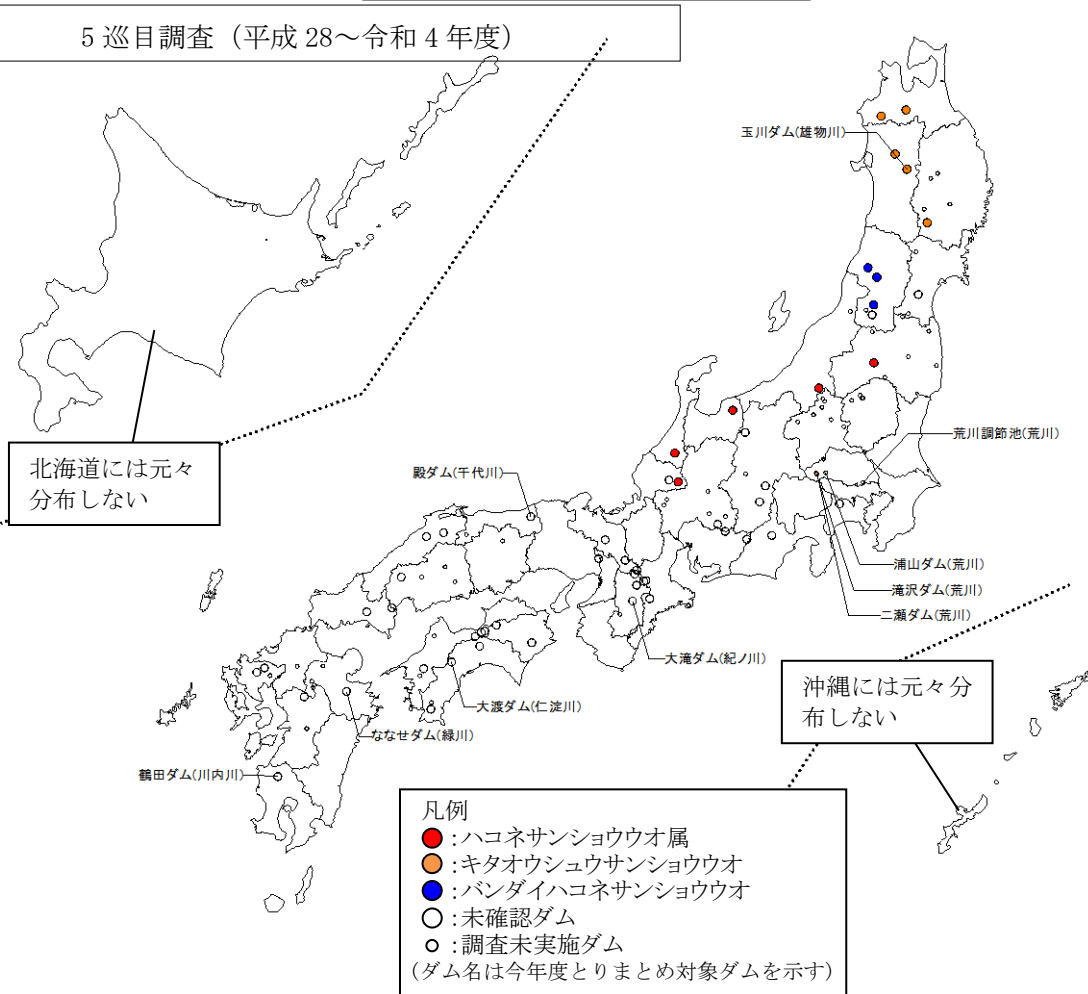 5 巡目調査（平成 28～令和 4 年度）
玉川ダム(雄物川)
荒川調節池(荒川)
北海道には元々
分布しない
殿ダム(千代川)
浦山ダム(荒川)
滝沢ダム(荒川)
二瀬ダム(荒川)
大滝ダム(紀ノ川)
沖縄には元々分
布しない
大渡ダム(仁淀川)
ななせダム(緑川)
鶴田ダム(川内川)
凡例
：ハコネサンショウウオ属
：キタオウシュウサンショウウオ
：バンダイハコネサンショウウオ
：未確認ダム
：調査未実施ダム
(ダム名は今年度とりまとめ対象ダムを示す)